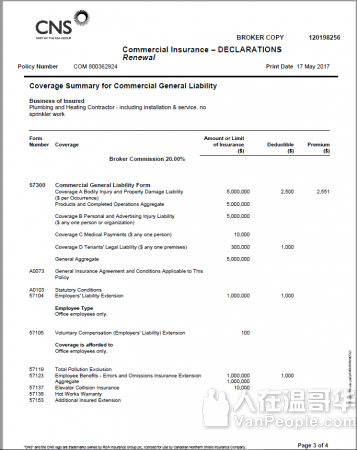 CNS
PART OF THE RSA GROUP
BROKER COPY 120198256
Commercial Insurance – DECLARATIONS
Renewal
Policy Number COM 800362924 Print Date 17 May 2017
Coverage Summary for Commercial General Liability
Business of Insured
Plumbing and Heating Contractor - including installation & service. no
sprinkler work
Form Number Coverage Amount or Limit of Insurance ($) Deductible ($) Premium ($)
Broker Commission 20.00%
57300 Commercial General Liability Form
Coverage A Bodily Injury and Property Damage Liability 5,000,000 2,500 2,551
($ per Occurrence)
Products and Completed Operations Aggregate 5,000,000
Coverage B Personal and Advertising Injury Liability 5,000,000
($ any one person)
Coverage C Medical Payments ($ any one person) 10,000
Coverage D Tenants' Legal Liability ($ any one premises) 300,000 1,000
General Aggregate 5,000,000
A0073 General Insurance Agreement and Conditions Applicable to This
Policy
A0103 Statutory Conditions
57104 Employers' Liability Extension 1,000,000 1,000
Employee Type
Office employees only.
57105 Voluntary Compensation (Employers' Liability) Extension 100
Coverage is afforded to
Office employees only.
57119 Total Pollution Exclusion
57123 Employee Benefits - Errors and Omissions Insurance Extension 1,000,000 1,000
Aggregate 1,000,000
57137 Elevator Collision Insurance 10,000
57138 Hot Works Warranty
57153 Additional Insured Extension
人在温哥华
VanPeople.com
"CNS" and the CNS logo are trademarks owned by RSA Insurance Group plc, licensed for use by Canadian Northern Shield Insurance Company.
Page 3 of 4